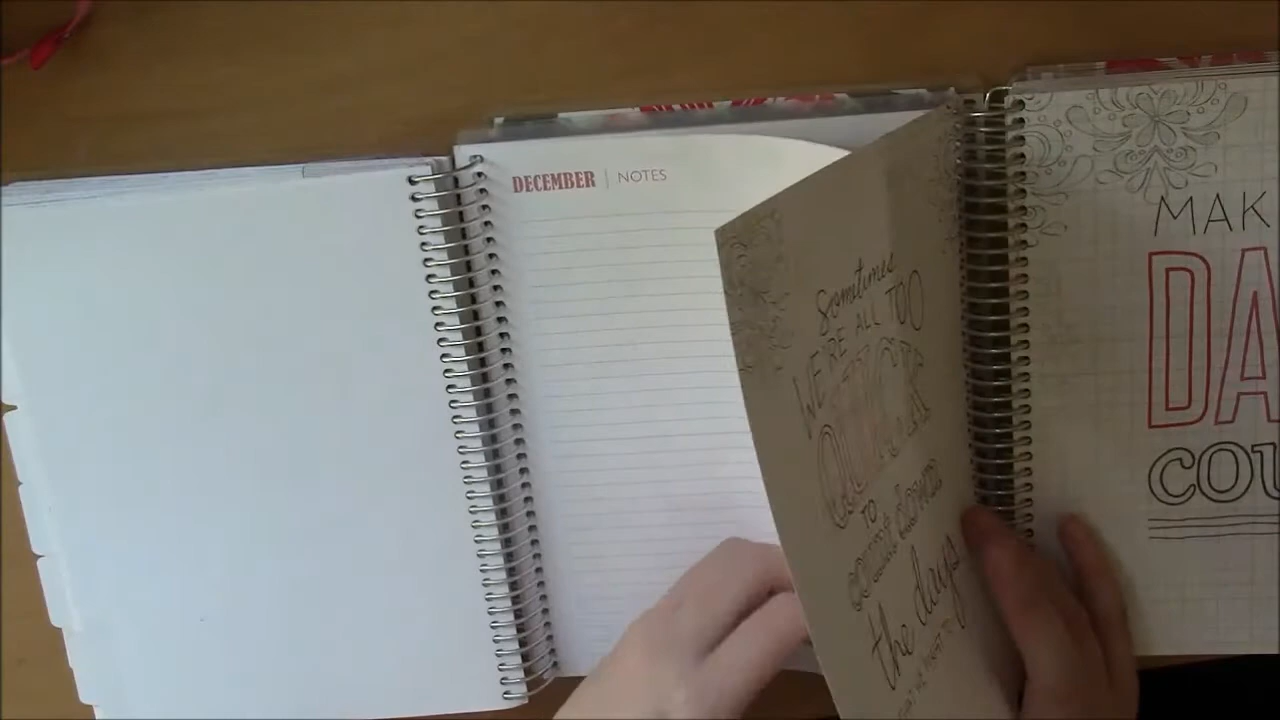 DECEMBER | NOTES
Sometimes
WE'RE ALL TOO
QUICK
TO
COUNT DOWN
the days
MAK
DA
COU